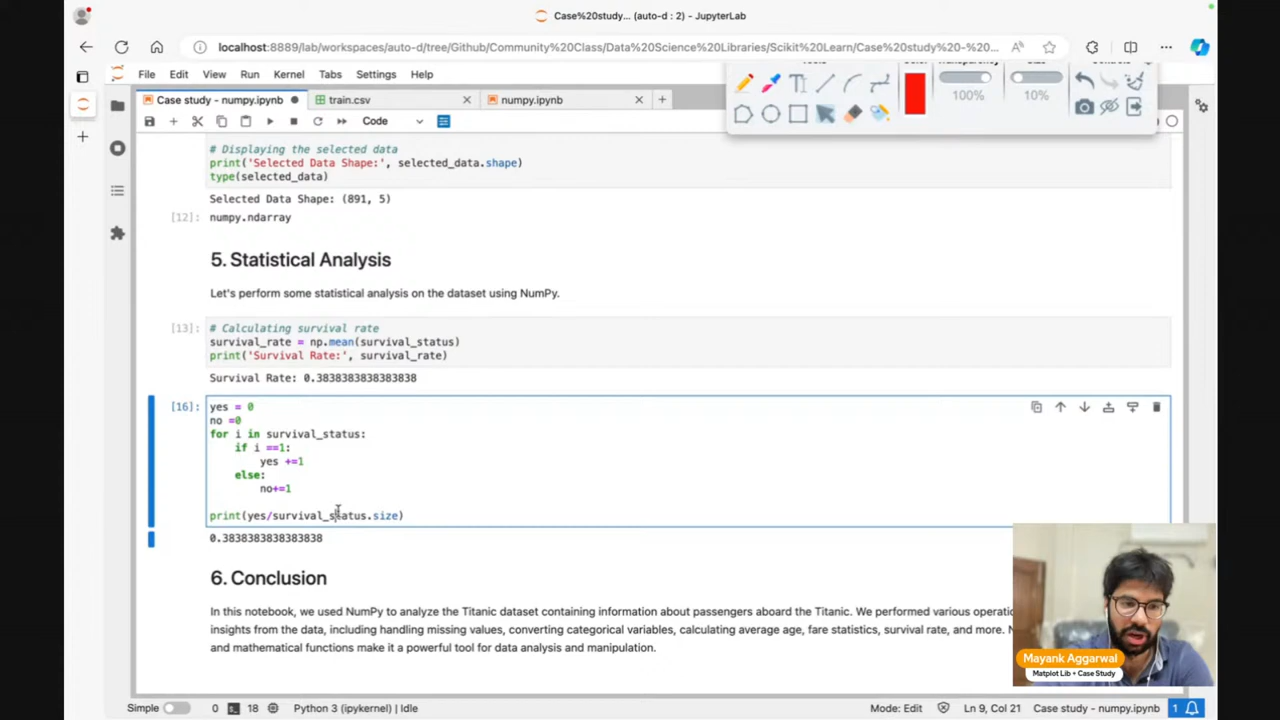 Case%20study... (auto-d : 2) - JupyterLab
localhost:8889/lab/workspaces/auto-d/tree/Github/Community%20Class/Data%20Science%20Libraries/Scikit%20Learn/Case%20study%20-%20...
File Edit View Run Kernel Tabs Settings Help
100% 10%
Case study - numpy.ipynb train.csv numpy.ipynb
Code
# Displaying the selected data
print('Selected Data Shape:', selected_data.shape)
type(selected_data)
Selected Data Shape: (891, 5)
[12]: numpy.ndarray
5. Statistical Analysis
Let's perform some statistical analysis on the dataset using NumPy.
[13]: # Calculating survival rate
survival_rate = np.mean(survival_status)
print('Survival Rate:', survival_rate)
Survival Rate: 0.3838383838383838
[16]: yes = 0
no =0
for i in survival_status:
if i ==1:
yes +=1
else:
no+=1
print(yes/survival_status.size)
0.3838383838383838
6. Conclusion
In this notebook, we used NumPy to analyze the Titanic dataset containing information about passengers aboard the Titanic. We performed various operatio
insights from the data, including handling missing values, converting categorical variables, calculating average age, fare statistics, survival rate, and more. N
and mathematical functions make it a powerful tool for data analysis and manipulation.
Mayank Aggarwal
Matplot Lib + Case Study
Simple 0 18 Python 3 (ipykernel) | Idle Mode: Edit Ln 9, Col 21 Case study - numpy.ipynb 1